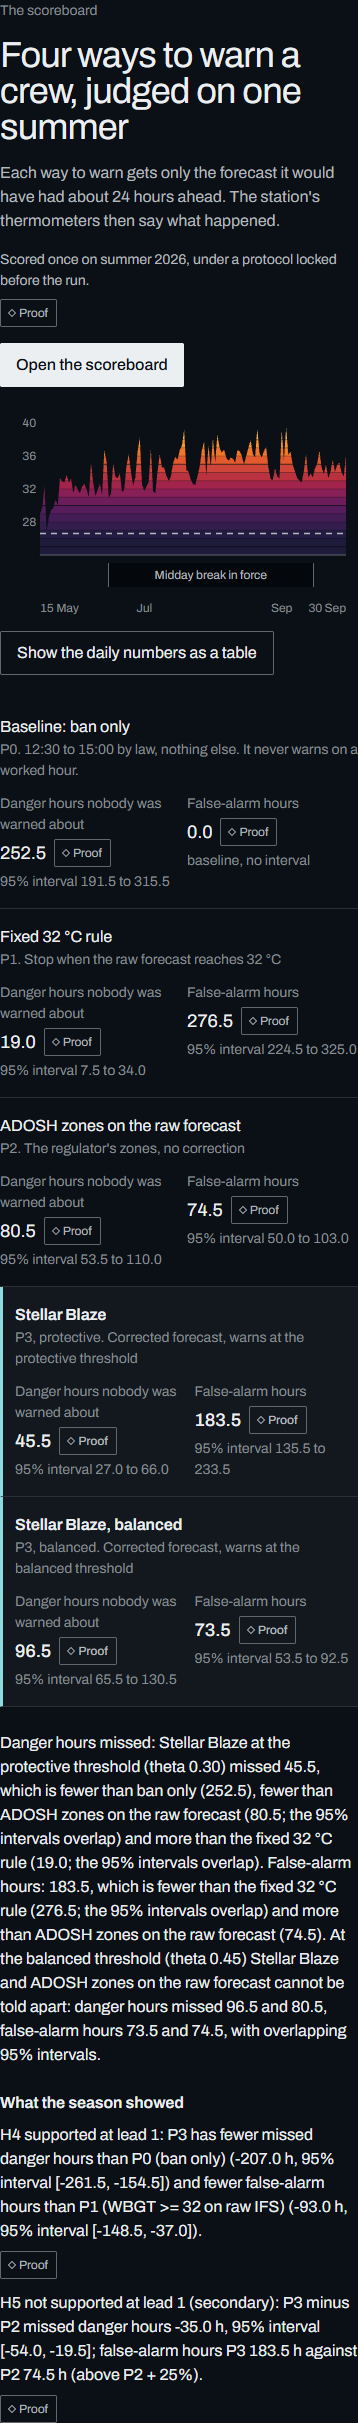 The scoreboard
Four ways to warn a
crew, judged on one
summer
Each way to warn gets only the forecast it would
have had about 24 hours ahead. The station's
thermometers then say what happened.
Scored once on summer 2026, under a protocol locked
before the run.
◇ Proof
Open the scoreboard
40
36
32
28
Midday break in force
15 May Jul Sep 30 Sep
Show the daily numbers as a table
Baseline: ban only
P0. 12:30 to 15:00 by law, nothing else. It never warns on a
worked hour.
Danger hours nobody was
warned about
252.5 ◇ Proof
95% interval 191.5 to 315.5
False-alarm hours
0.0 ◇ Proof
baseline, no interval
Fixed 32 °C rule
P1. Stop when the raw forecast reaches 32 °C
Danger hours nobody was
warned about
19.0 ◇ Proof
95% interval 7.5 to 34.0
False-alarm hours
276.5 ◇ Proof
95% interval 224.5 to 325.0
ADOSH zones on the raw forecast
P2. The regulator's zones, no correction
Danger hours nobody was
warned about
80.5 ◇ Proof
95% interval 53.5 to 110.0
False-alarm hours
74.5 ◇ Proof
95% interval 50.0 to 103.0
Stellar Blaze
P3, protective. Corrected forecast, warns at the
protective threshold
Danger hours nobody was
warned about
45.5 ◇ Proof
95% interval 27.0 to 66.0
False-alarm hours
183.5 ◇ Proof
95% interval 135.5 to
233.5
Stellar Blaze, balanced
P3, balanced. Corrected forecast, warns at the
balanced threshold
Danger hours nobody was
warned about
96.5 ◇ Proof
95% interval 65.5 to 130.5
False-alarm hours
73.5 ◇ Proof
95% interval 53.5 to 92.5
Danger hours missed: Stellar Blaze at the
protective threshold (theta 0.30) missed 45.5,
which is fewer than ban only (252.5), fewer than
ADOSH zones on the raw forecast (80.5; the 95%
intervals overlap) and more than the fixed 32 °C
rule (19.0; the 95% intervals overlap). False-alarm
hours: 183.5, which is fewer than the fixed 32 °C
rule (276.5; the 95% intervals overlap) and more
than ADOSH zones on the raw forecast (74.5). At
the balanced threshold (theta 0.45) Stellar Blaze
and ADOSH zones on the raw forecast cannot be
told apart: danger hours missed 96.5 and 80.5,
false-alarm hours 73.5 and 74.5, with overlapping
95% intervals.
What the season showed
H4 supported at lead 1: P3 has fewer missed
danger hours than P0 (ban only) (-207.0 h, 95%
interval [-261.5, -154.5]) and fewer false-alarm
hours than P1 (WBGT >= 32 on raw IFS) (-93.0 h,
95% interval [-148.5, -37.0]).
◇ Proof
H5 not supported at lead 1 (secondary): P3 minus
P2 missed danger hours -35.0 h, 95% interval
[-54.0, -19.5]; false-alarm hours P3 183.5 h against
P2 74.5 h (above P2 + 25%).
◇ Proof